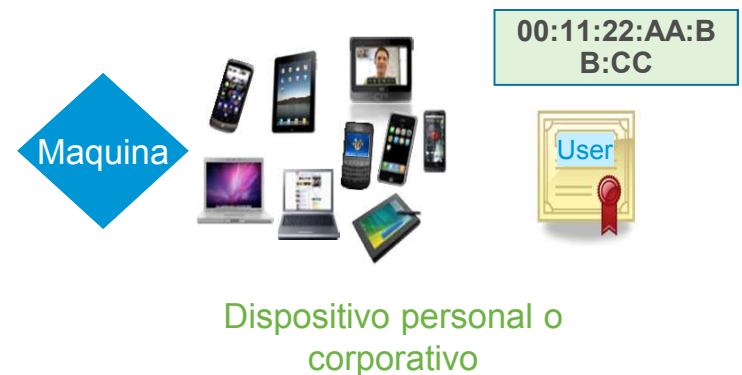 00:11:22:AA:B
B:CC
Maquina
User
Dispositivo personal o
corporativo